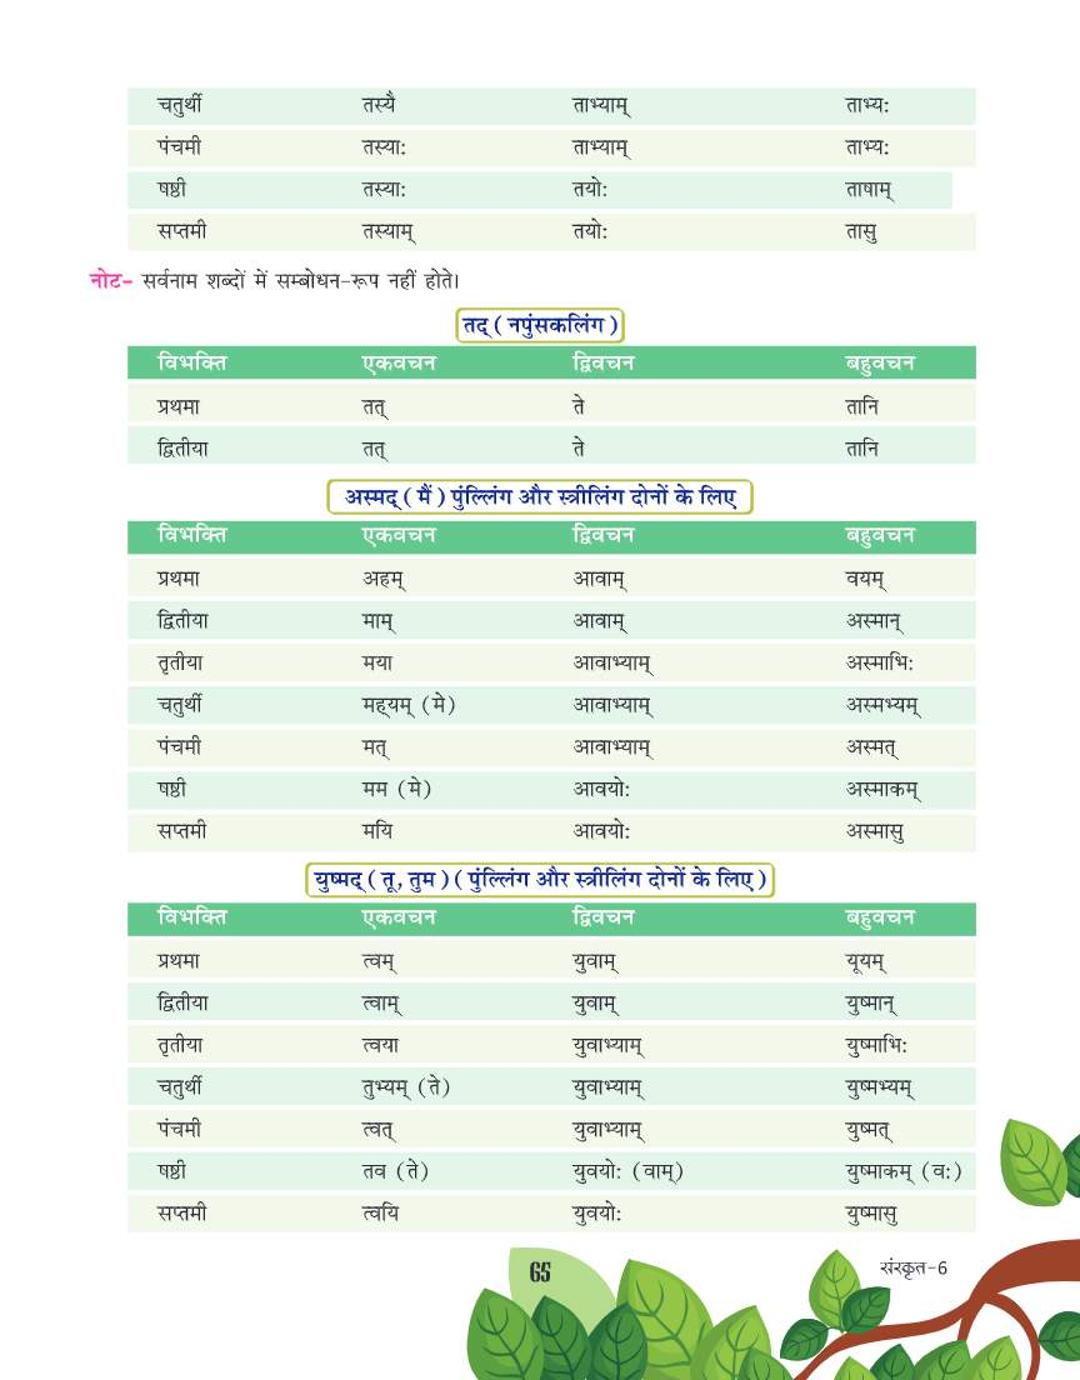 चतुर्थी तस्यै ताभ्याम् ताभ्य:
पंचमी तस्या: ताभ्याम् ताभ्य:
षष्ठी तस्या: तयो: ताषाम्
सप्तमी तस्याम् तयो: तासु
नोट- सर्वनाम शब्दों में सम्बोधन-रूप नहीं होते।
तद् ( नपुंसकलिंग )
विभक्ति एकवचन द्विवचन बहुवचन
प्रथमा तत् ते तानि
द्वितीया तत् ते तानि
अस्मद् ( मैं ) पुंल्लिंग और स्त्रीलिंग दोनों के लिए
विभक्ति एकवचन द्विवचन बहुवचन
प्रथमा अहम् आवाम् वयम्
द्वितीया माम् आवाम् अस्मान्
तृतीया मया आवाभ्याम् अस्माभि:
चतुर्थी मह्यम् (मे) आवाभ्याम् अस्मभ्यम्
पंचमी मत् आवाभ्याम् अस्मत्
षष्ठी मम (मे) आवयो: अस्माकम्
सप्तमी मयि आवयो: अस्मासु
युष्मद् ( तू, तुम ) ( पुंल्लिंग और स्त्रीलिंग दोनों के लिए )
विभक्ति एकवचन द्विवचन बहुवचन
प्रथमा त्वम् युवाम् यूयम्
द्वितीया त्वाम् युवाम् युष्मान्
तृतीया त्वया युवाभ्याम् युष्माभि:
चतुर्थी तुभ्यम् (ते) युवाभ्याम् युष्मभ्यम्
पंचमी त्वत् युवाभ्याम् युष्मत्
षष्ठी तव (ते) युवयो: (वाम्) युष्माकम् (व:)
सप्तमी त्वयि युवयो: युष्मासु
65 संस्कृत-6